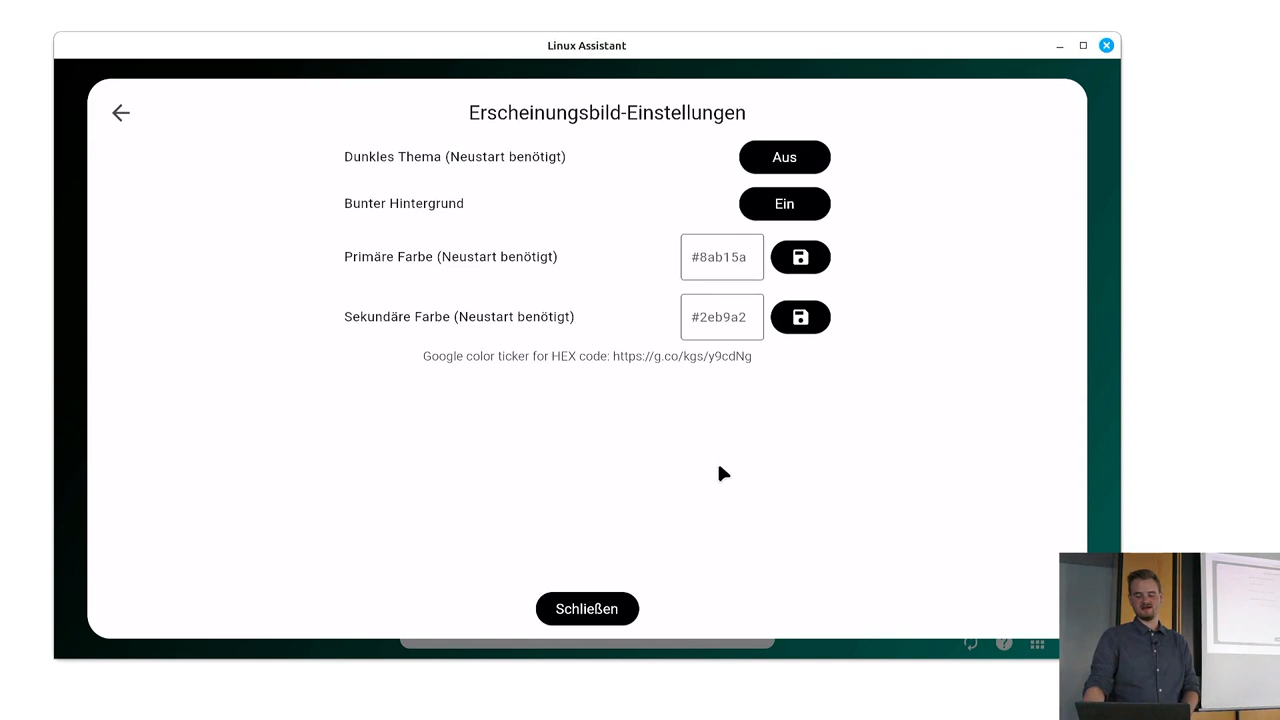 Linux Assistant
Erscheinungsbild-Einstellungen
Dunkles Thema (Neustart benötigt)
Aus
Bunter Hintergrund
Ein
Primäre Farbe (Neustart benötigt)
#8ab15a
Sekundäre Farbe (Neustart benötigt)
#2eb9a2
Google color ticker for HEX code: https://g.co/kgs/y9cdNg
Schließen
?